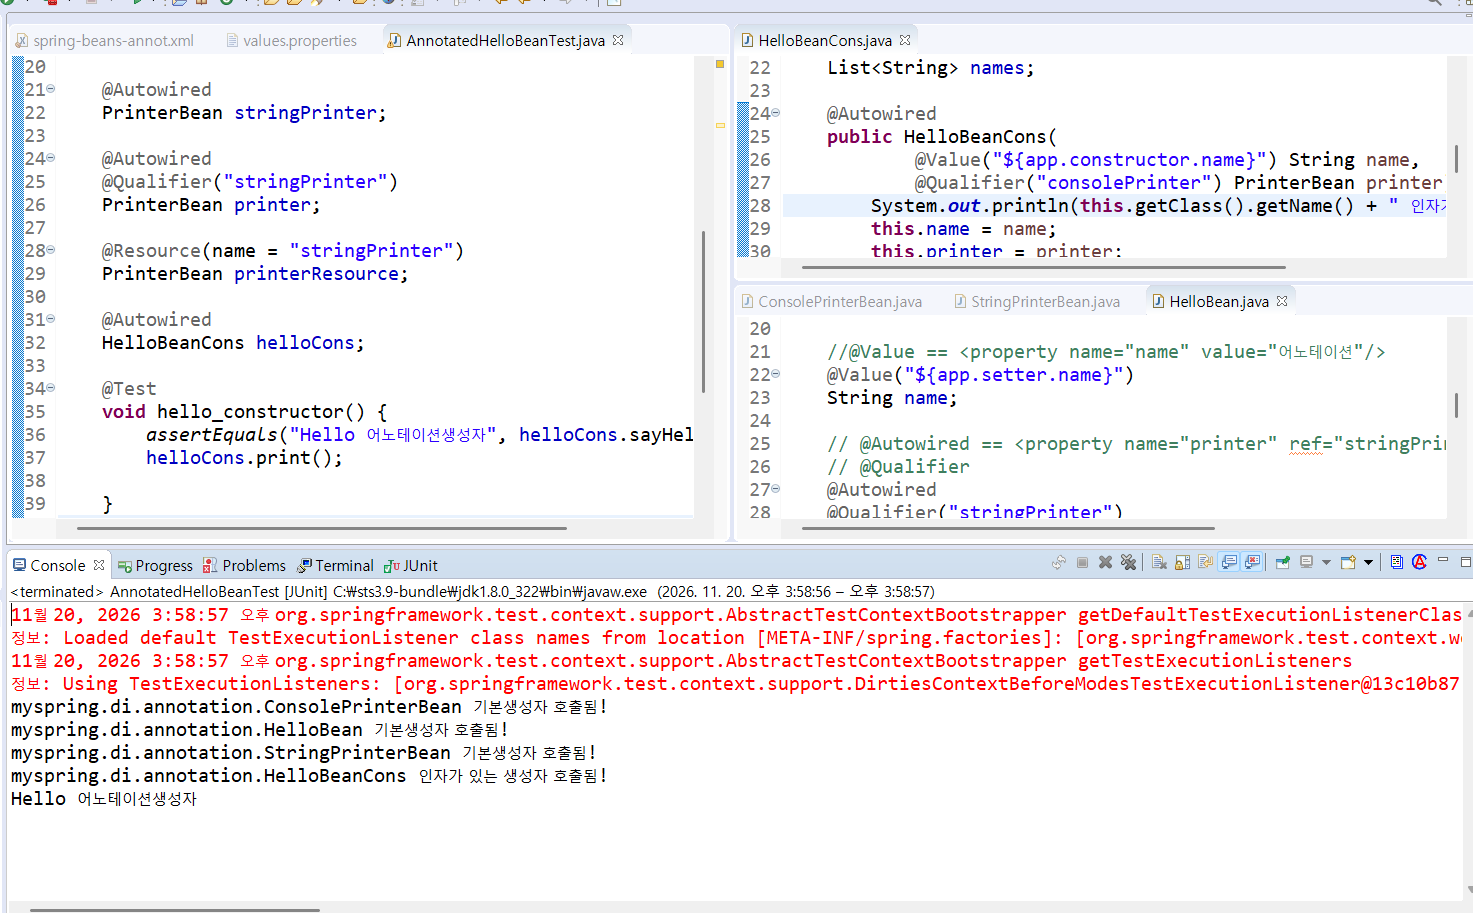 spring-beans-annot.xml values.properties AnnotatedHelloBeanTest.java
20
21 @Autowired
22 PrinterBean stringPrinter;
23
24 @Autowired
25 @Qualifier("stringPrinter")
26 PrinterBean printer;
27
28 @Resource(name = "stringPrinter")
29 PrinterBean printerResource;
30
31 @Autowired
32 HelloBeanCons helloCons;
33
34 @Test
35 void hello_constructor() {
36 assertEquals("Hello 어노테이션생성자", helloCons.sayHel
37 helloCons.print();
38
39 }
HelloBeanCons.java
22 List<String> names;
23
24 @Autowired
25 public HelloBeanCons(
26 @Value("${app.constructor.name}") String name,
27 @Qualifier("consolePrinter") PrinterBean printer
28 System.out.println(this.getClass().getName() + " 인자가
29 this.name = name;
30 this.printer = printer;
ConsolePrinterBean.java StringPrinterBean.java HelloBean.java
20
21 //@Value == <property name="name" value="어노테이션"/>
22 @Value("${app.setter.name}")
23 String name;
24
25 // @Autowired == <property name="printer" ref="stringPri
26 // @Qualifier
27 @Autowired
28 @Qualifier("stringPrinter")
Console Progress Problems Terminal JUnit
<terminated> AnnotatedHelloBeanTest [JUnit] C:₩sts3.9-bundle₩jdk1.8.0_322₩bin₩javaw.exe (2026. 11. 20. 오후 3:58:56 – 오후 3:58:57)
11월 20, 2026 3:58:57 오후 org.springframework.test.context.support.AbstractTestContextBootstrapper getDefaultTestExecutionListenerClas
정보: Loaded default TestExecutionListener class names from location [META-INF/spring.factories]: [org.springframework.test.context.we
11월 20, 2026 3:58:57 오후 org.springframework.test.context.support.AbstractTestContextBootstrapper getTestExecutionListeners
정보: Using TestExecutionListeners: [org.springframework.test.context.support.DirtiesContextBeforeModesTestExecutionListener@13c10b87
myspring.di.annotation.ConsolePrinterBean 기본생성자 호출됨!
myspring.di.annotation.HelloBean 기본생성자 호출됨!
myspring.di.annotation.StringPrinterBean 기본생성자 호출됨!
myspring.di.annotation.HelloBeanCons 인자가 있는 생성자 호출됨!
Hello 어노테이션생성자